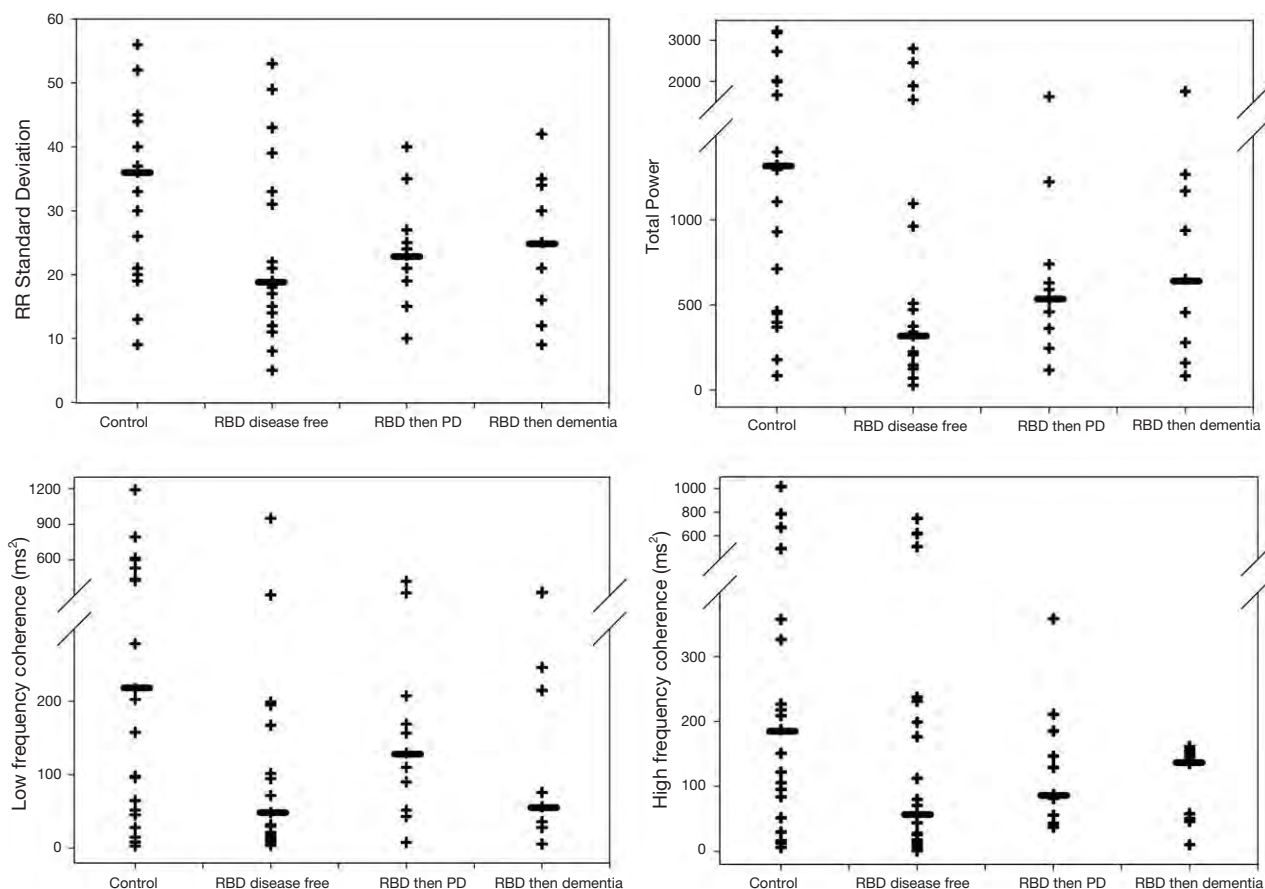 60
50
40
30
20
10
0
RR Standard Deviation
Control
RBD disease free
RBD then PD
RBD then dementia
3000
2000
1000
500
0
Total Power
Control
RBD disease free
RBD then PD
RBD then dementia
1200
900
600
200
100
0
Low frequency coherence (ms²)
Control
RBD disease free
RBD then PD
RBD then dementia
1000
800
600
300
200
100
0
High frequency coherence (ms²)
Control
RBD disease free
RBD then PD
RBD then dementia